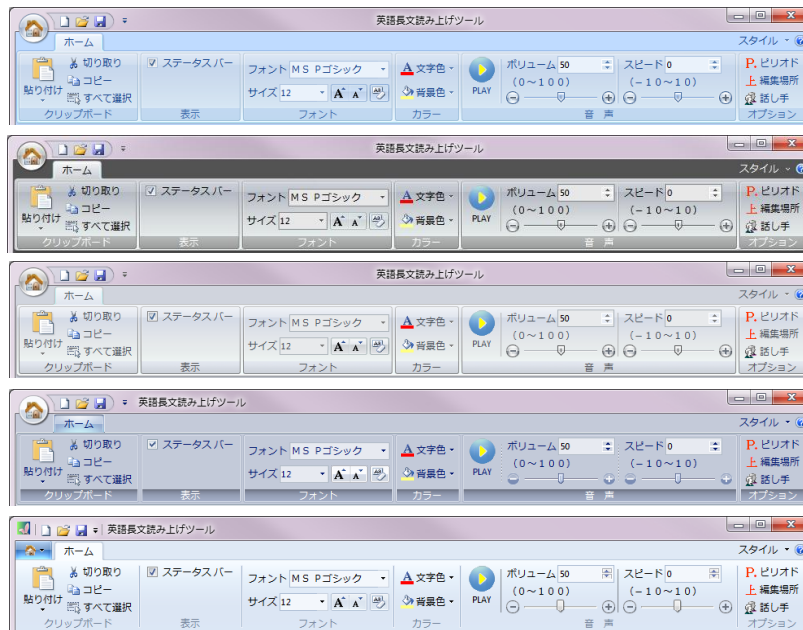 英語長文読み上げツール
ホーム スタイル
切り取り ステータスバー フォント MS Pゴシック 文字色 ボリューム 50 スピード 0 P. ピリオド
コピー (0～100) (-10～10) 上 編集場所
貼り付け すべて選択 サイズ 12 A A 背景色 PLAY 話し手
クリップボード 表示 フォント カラー 音 声 オプション
英語長文読み上げツール
ホーム スタイル
切り取り ステータスバー フォント MS Pゴシック 文字色 ボリューム 50 スピード 0 P. ピリオド
コピー (0～100) (-10～10) 上 編集場所
貼り付け すべて選択 サイズ 12 A A 背景色 PLAY 話し手
クリップボード 表示 フォント カラー 音 声 オプション
英語長文読み上げツール
ホーム スタイル
切り取り ステータスバー フォント MS Pゴシック 文字色 ボリューム 50 スピード 0 P. ピリオド
コピー (0～100) (-10～10) 上 編集場所
貼り付け すべて選択 サイズ 12 A A 背景色 PLAY 話し手
クリップボード 表示 フォント カラー 音 声 オプション
英語長文読み上げツール
ホーム スタイル
切り取り ステータスバー フォント MS Pゴシック 文字色 ボリューム 50 スピード 0 P. ピリオド
コピー (0～100) (-10～10) 上 編集場所
貼り付け すべて選択 サイズ 12 A A 背景色 PLAY 話し手
クリップボード 表示 フォント カラー 音 声 オプション
英語長文読み上げツール
ホーム スタイル
切り取り ステータスバー フォント MS Pゴシック 文字色 ボリューム 50 スピード 0 P. ピリオド
コピー (0～100) (-10～10) 上 編集場所
貼り付け すべて選択 サイズ 12 A A 背景色 PLAY 話し手
クリップボード 表示 フォント カラー 音 声 オプション